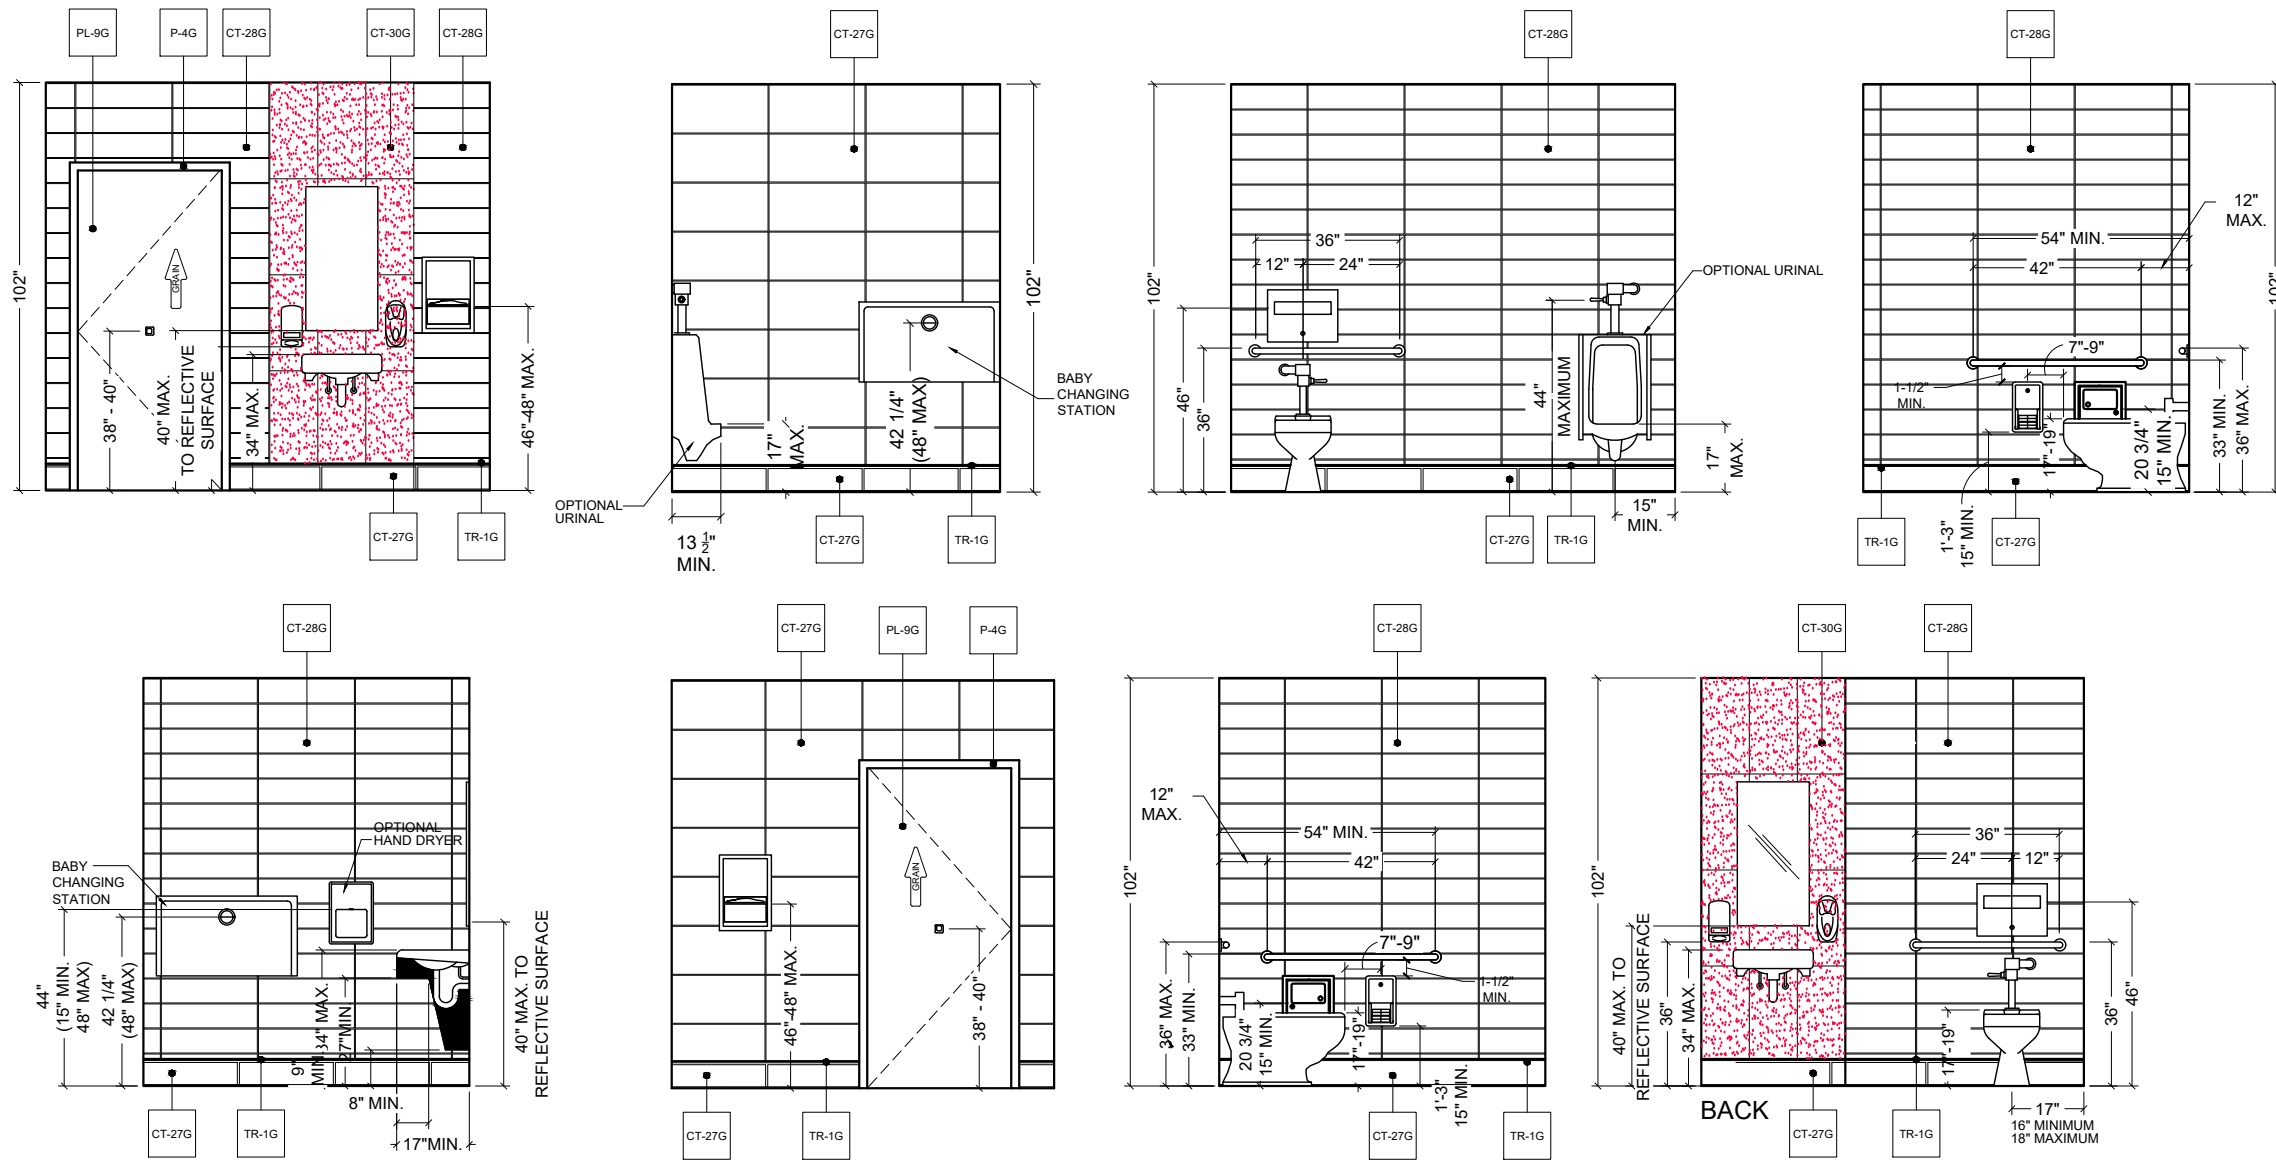 PL-9G
P-4G
CT-28G
CT-30G
CT-28G
102"
GRAIN
38" - 40"
40" MAX.
TO REFLECTIVE
SURFACE
34" MAX.
46"-48" MAX.
CT-27G
TR-1G
CT-27G
102"
BABY
CHANGING
STATION
17"
MAX.
42 1/4"
(48" MAX)
OPTIONAL
URINAL
13 1/2"
MIN.
CT-27G
TR-1G
CT-28G
102"
36"
12"
24"
OPTIONAL URINAL
46"
36"
44"
MAXIMUM
17"
MAX.
15"
MIN.
CT-27G
TR-1G
CT-28G
12"
MAX.
54" MIN.
42"
102"
7"-9"
1-1/2"
MIN.
17"-19"
20 3/4"
15" MIN.
33" MIN.
36" MAX.
1'-3"
15" MIN.
TR-1G
CT-27G
CT-28G
OPTIONAL
HAND DRYER
BABY
CHANGING
STATION
44"
(15" MIN.
48" MAX)
42 1/4"
(48" MAX)
9"
MIN.
34" MAX.
27"MIN.
40" MAX. TO
REFLECTIVE SURFACE
8" MIN.
17"MIN.
CT-27G
TR-1G
CT-27G
PL-9G
P-4G
GRAIN
46"-48" MAX.
38" - 40"
CT-27G
TR-1G
CT-28G
12"
MAX.
54" MIN.
42"
102"
7"-9"
1-1/2"
MIN.
36" MAX.
33" MIN.
20 3/4"
15" MIN.
17"-19"
1'-3"
15" MIN.
CT-27G
TR-1G
CT-30G
CT-28G
102"
36"
24"
12"
40" MAX. TO
REFLECTIVE SURFACE
36"
34" MAX.
17"-19"
36"
46"
BACK
17"
16" MINIMUM
18" MAXIMUM
CT-27G
TR-1G